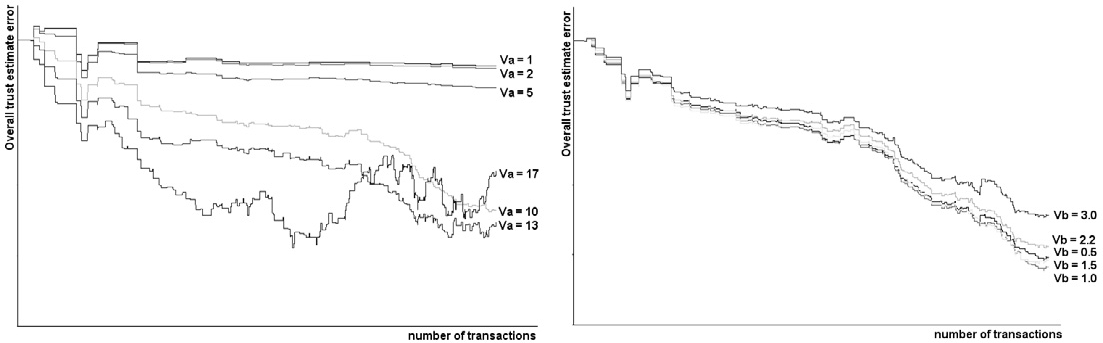 Overall trust estimate error
Va = 1
Va = 2
Va = 5
Va = 17
Va = 10
Va = 13
number of transactions
Overall trust estimate error
Vb = 3.0
Vb = 2.2
Vb = 0.5
Vb = 1.5
Vb = 1.0
number of transactions